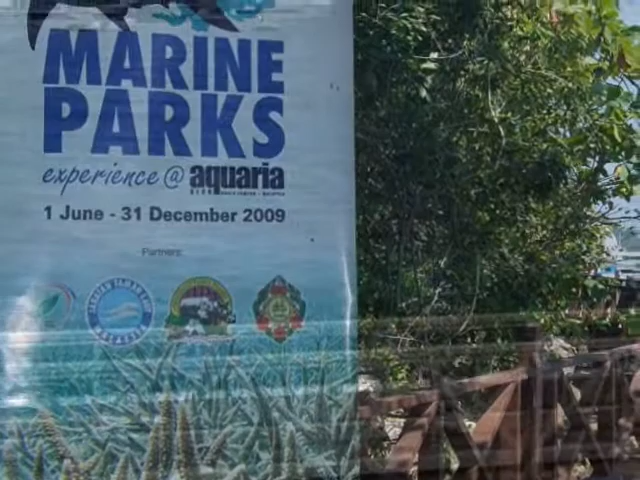 MARINE
PARKS
experience @ aquaria
1 June - 31 December 2009
Partners: